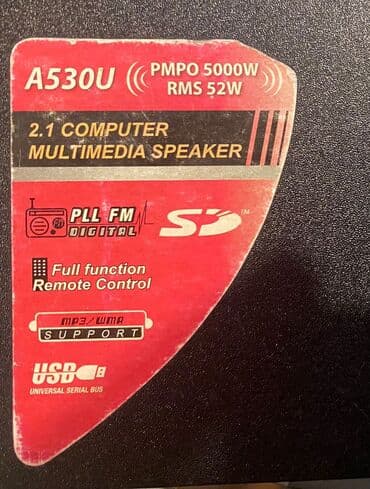 A530U
PMPO 5000W
RMS 52W
2.1 COMPUTER
MULTIMEDIA SPEAKER
PLL FM
DIGITAL
SD™
Full function
Remote Control
MP3/WMA
SUPPORT
USB
UNIVERSAL SERIAL BUS